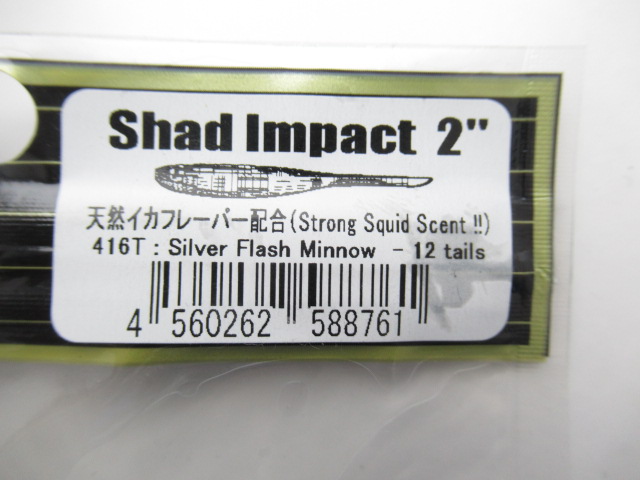 Shad Impact 2"
天然イカフレーバー配合(Strong Squid Scent !!)
416T : Silver Flash Minnow - 12 tails
4 560262 588761